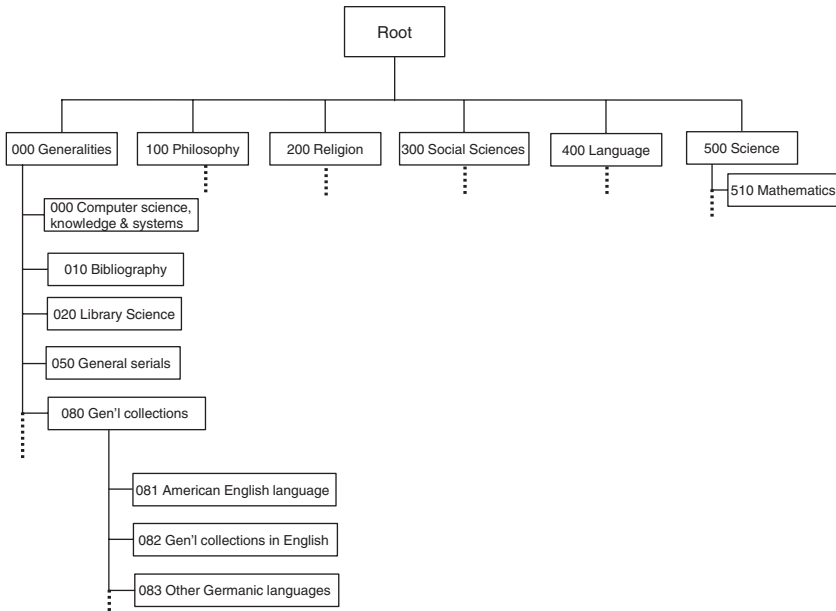 Root
000 Generalities
100 Philosophy
200 Religion
300 Social Sciences
400 Language
500 Science
510 Mathematics
000 Computer science,
knowledge & systems
010 Bibliography
020 Library Science
050 General serials
080 Gen'l collections
081 American English language
082 Gen'l collections in English
083 Other Germanic languages